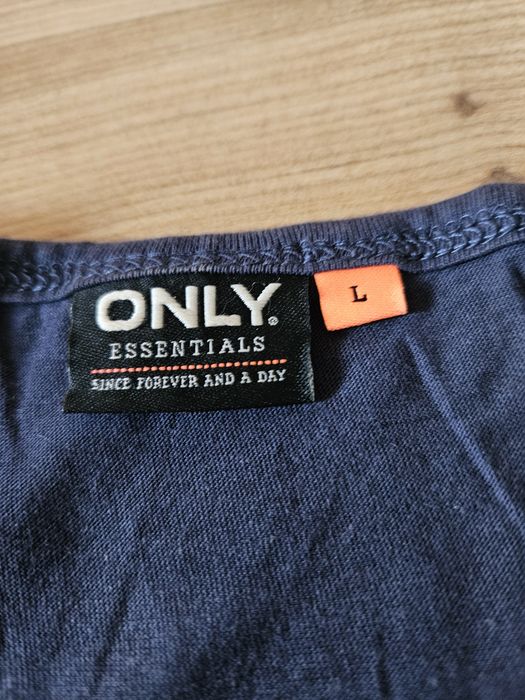 ONLY®
ESSENTIALS
SINCE FOREVER AND A DAY
L